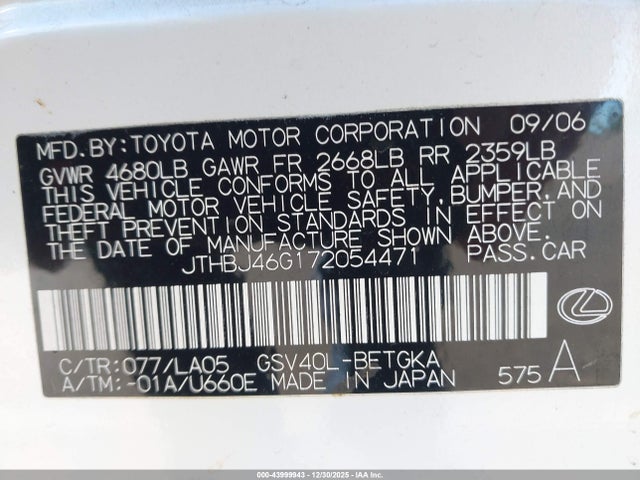 MFD.BY:TOYOTA MOTOR CORPORATION 09/06
GVWR 4680LB GAWR FR 2668LB RR 2359LB
THIS VEHICLE CONFORMS TO ALL APPLICABLE
FEDERAL MOTOR VEHICLE SAFETY,BUMPER,AND
THEFT PREVENTION STANDARDS IN EFFECT ON
THE DATE OF MANUFACTURE SHOWN ABOVE.
JTHBJ46G172054471 PASS.CAR
C/TR:077/LA05 GSV40L-BETGKA
A/TM:-01A/U660E MADE IN JAPAN 575 A
000-43999943 - 12/30/2025 - IAAI.com